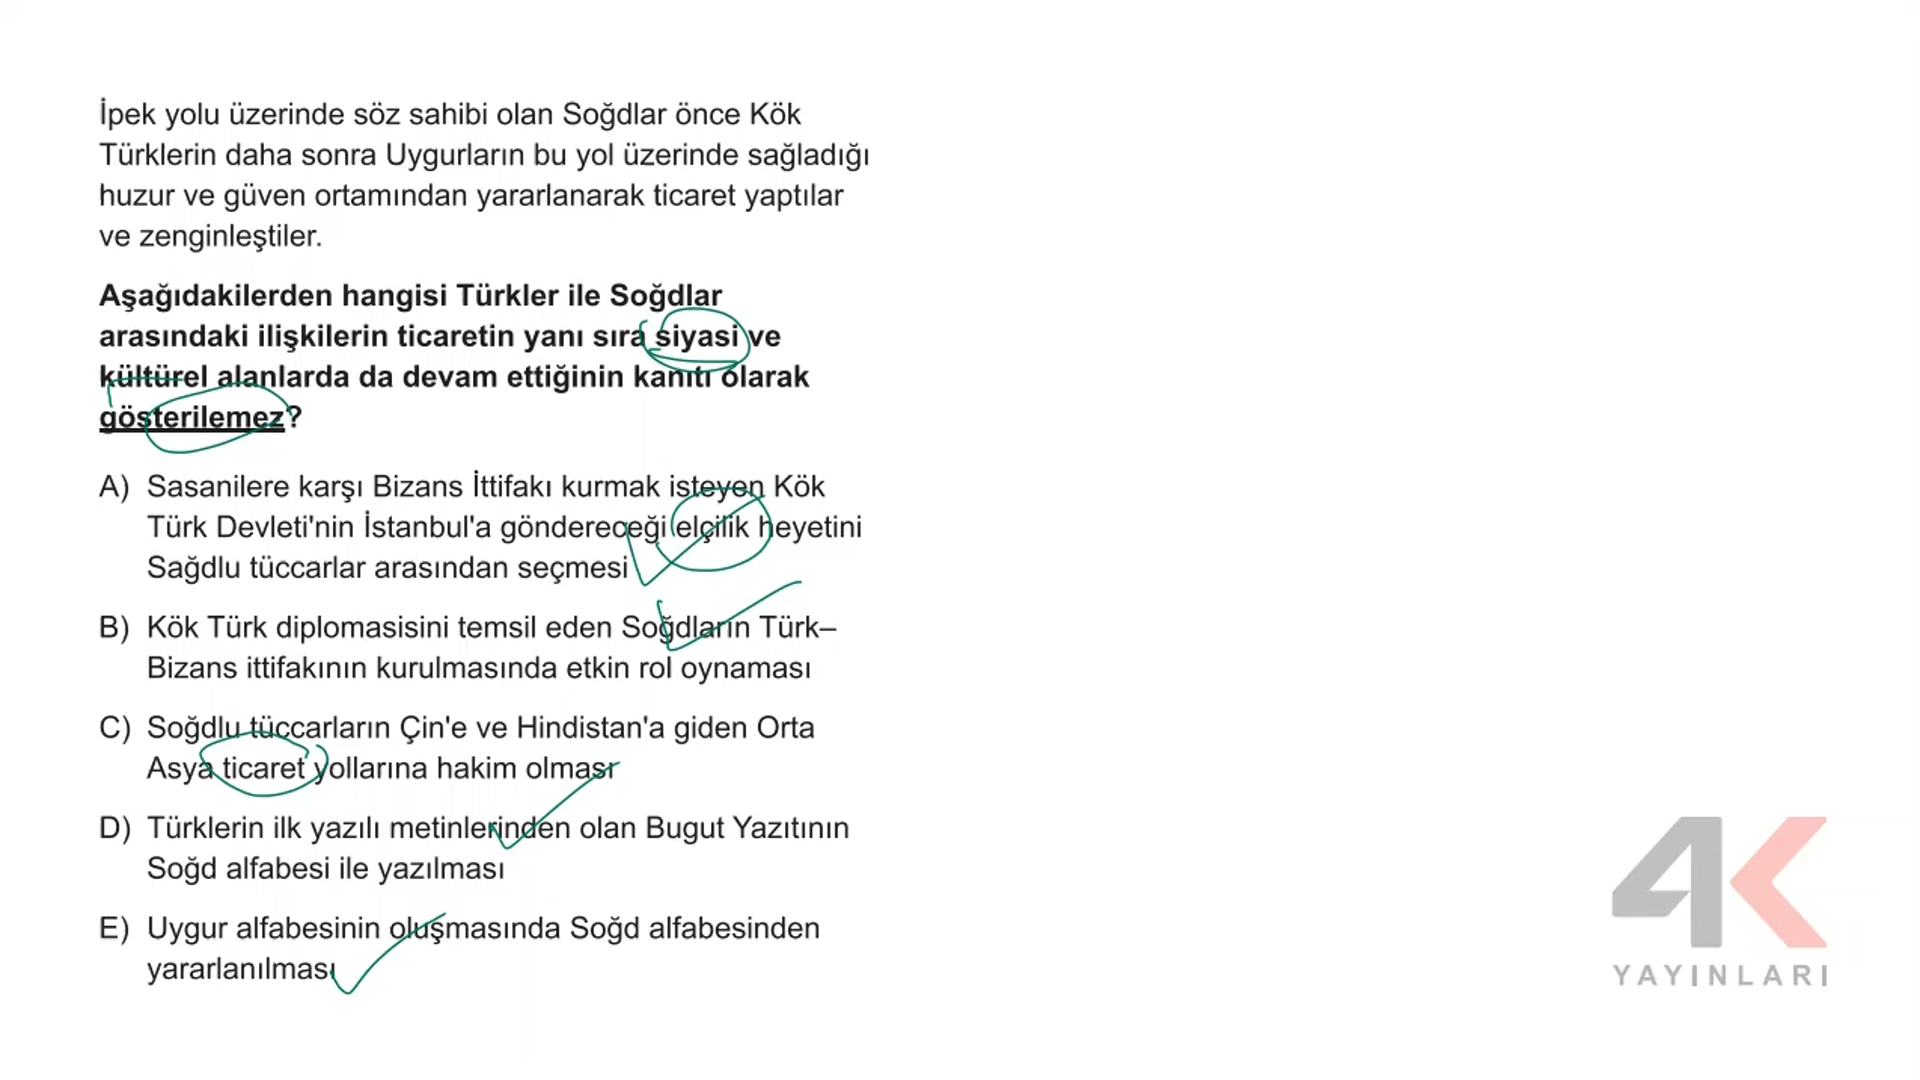 İpek yolu üzerinde söz sahibi olan Soğdlar önce Kök
Türklerin daha sonra Uygurların bu yol üzerinde sağladığı
huzur ve güven ortamından yararlanarak ticaret yaptılar
ve zenginleştiler.
Aşağıdakilerden hangisi Türkler ile Soğdlar
arasındaki ilişkilerin ticaretin yanı sıra siyasi ve
kültürel alanlarda da devam ettiğinin kanıtı olarak
gösterilemez?
A) Sasanilere karşı Bizans İttifakı kurmak isteyen Kök
Türk Devleti'nin İstanbul'a göndereceği elçilik heyetini
Sağdlu tüccarlar arasından seçmesi
B) Kök Türk diplomasisini temsil eden Soğdların Türk–
Bizans ittifakının kurulmasında etkin rol oynaması
C) Soğdlu tüccarların Çin'e ve Hindistan'a giden Orta
Asya ticaret yollarına hakim olması
D) Türklerin ilk yazılı metinlerinden olan Bugut Yazıtının
Soğd alfabesi ile yazılması
E) Uygur alfabesinin oluşmasında Soğd alfabesinden
yararlanılması
4K
YAYINLARI